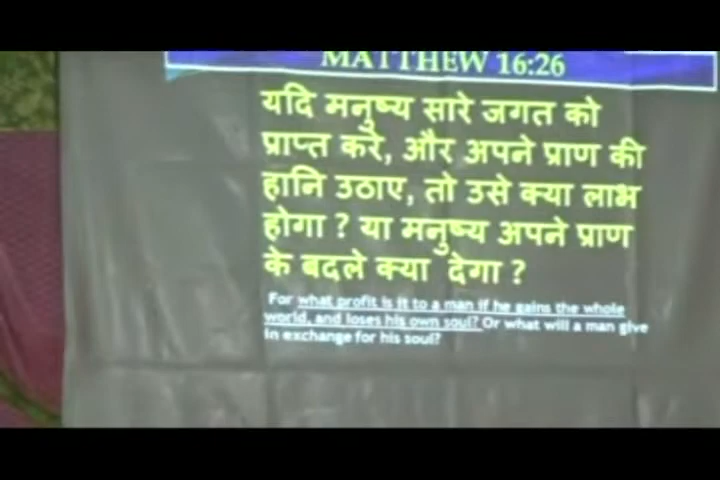 MATTHEW 16:26
यदि मनुष्य सारे जगत को
प्राप्त करे, और अपने प्राण की
हानि उठाए, तो उसे क्या लाभ
होगा ? या मनुष्य अपने प्राण
के बदले क्या देगा ?
For what profit is it to a man if he gains the whole
world, and loses his own soul? Or what will a man give
in exchange for his soul?